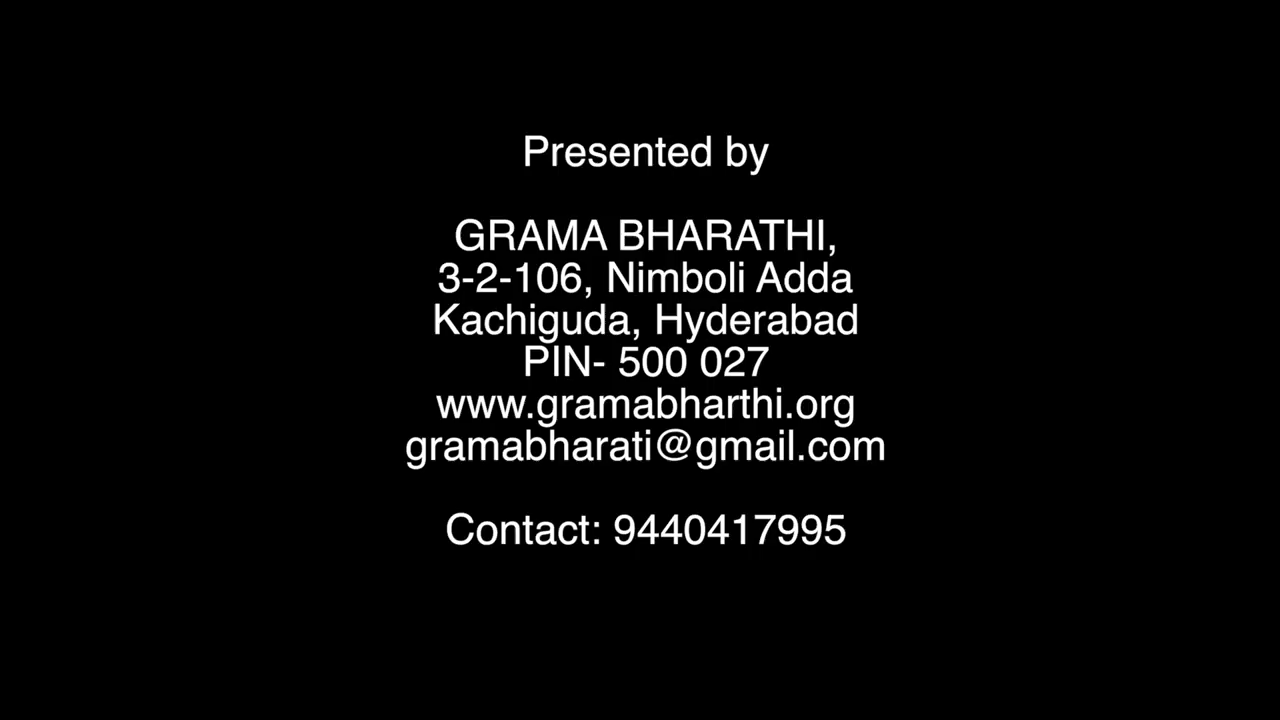 Presented by
GRAMA BHARATHI,
3-2-106, Nimboli Adda
Kachiguda, Hyderabad
PIN- 500 027
www.gramabharthi.org
gramabharati@gmail.com
Contact: 9440417995